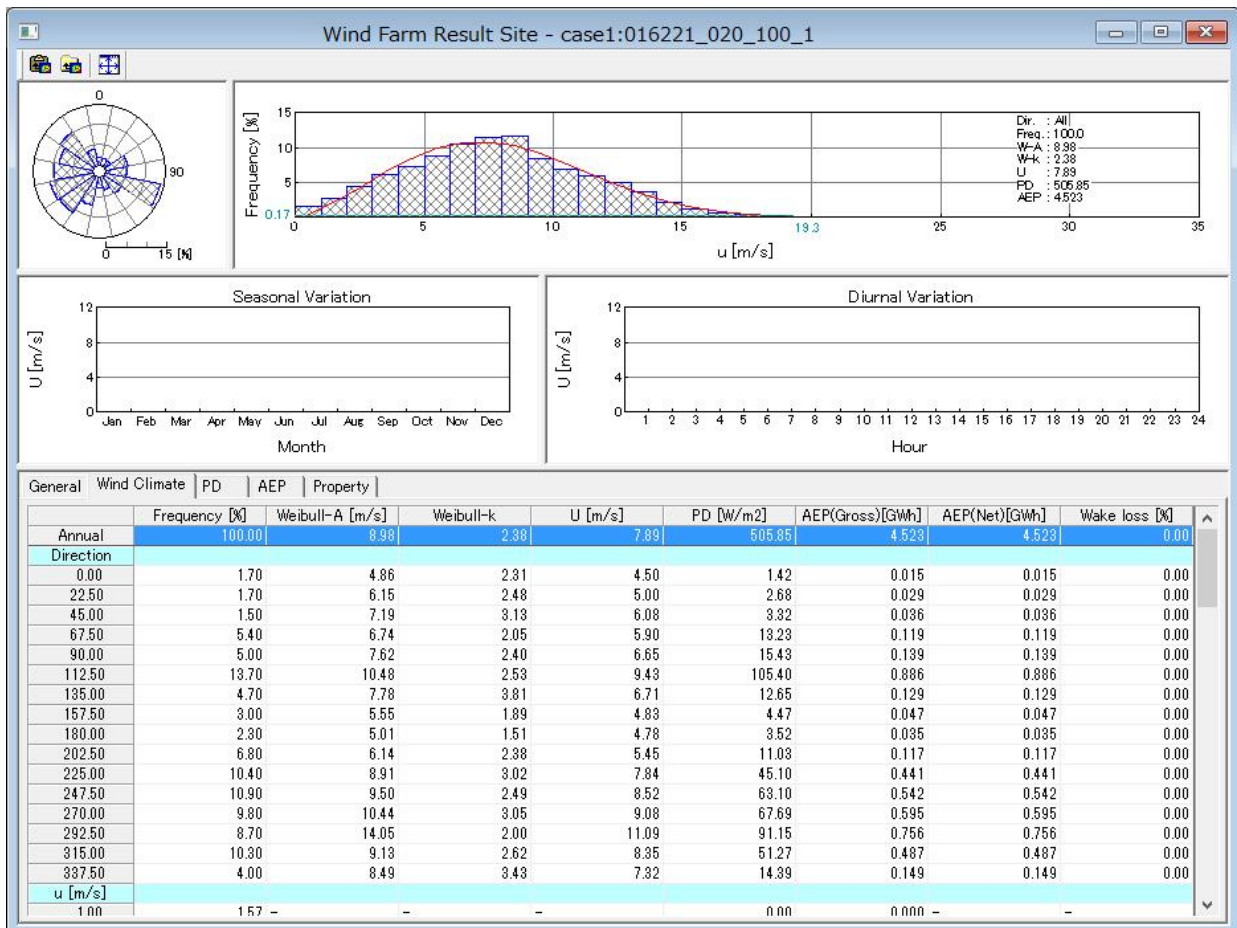 Wind Farm Result Site - case1:016221_020_100_1
0
90
0 15 [%]
Frequency [%]
15
10
5
0.17
0 5 10 15 19.3 25 30 35
u [m/s]
Dir. : All
Freq. : 100.0
W-A : 8.98
W-k : 2.38
U : 7.89
PD : 505.85
AEP : 4.523
Seasonal Variation
U [m/s]
12
8
4
0
Jan Feb Mar Apr May Jun Jul Aug Sep Oct Nov Dec
Month
Diurnal Variation
U [m/s]
12
8
4
0
1 2 3 4 5 6 7 8 9 10 11 12 13 14 15 16 17 18 19 20 21 22 23 24
Hour
General Wind Climate PD AEP Property
Frequency [%] Weibull-A [m/s] Weibull-k U [m/s] PD [W/m2] AEP(Gross)[GWh] AEP(Net)[GWh] Wake loss [%]
Annual 100.00 8.98 2.38 7.89 505.85 4.523 4.523 0.00
Direction
0.00 1.70 4.86 2.31 4.50 1.42 0.015 0.015 0.00
22.50 1.70 6.15 2.48 5.00 2.68 0.029 0.029 0.00
45.00 1.50 7.19 3.13 6.08 3.32 0.036 0.036 0.00
67.50 5.40 6.74 2.05 5.90 13.23 0.119 0.119 0.00
90.00 5.00 7.62 2.40 6.65 15.43 0.139 0.139 0.00
112.50 13.70 10.48 2.53 9.43 105.40 0.886 0.886 0.00
135.00 4.70 7.78 3.81 6.71 12.65 0.129 0.129 0.00
157.50 3.00 5.55 1.89 4.83 4.47 0.047 0.047 0.00
180.00 2.30 5.01 1.51 4.78 3.52 0.035 0.035 0.00
202.50 6.80 6.14 2.38 5.45 11.03 0.117 0.117 0.00
225.00 10.40 8.91 3.02 7.84 45.10 0.441 0.441 0.00
247.50 10.90 9.50 2.49 8.52 63.10 0.542 0.542 0.00
270.00 9.80 10.44 3.05 9.08 67.69 0.595 0.595 0.00
292.50 8.70 14.05 2.00 11.09 91.15 0.756 0.756 0.00
315.00 10.30 9.13 2.62 8.35 51.27 0.487 0.487 0.00
337.50 4.00 8.49 3.43 7.32 14.39 0.149 0.149 0.00
u [m/s]
1.00 1.57 - - - 0.00 0.000 - -